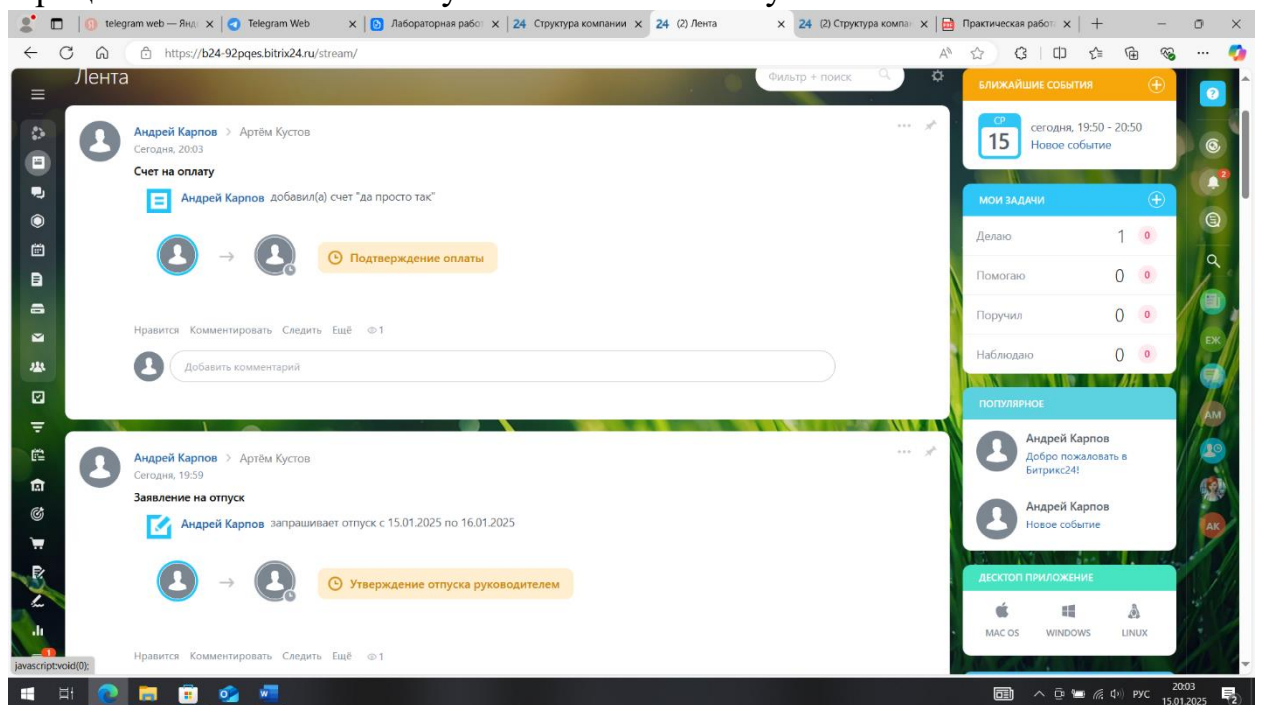 telegram web — Янд
Telegram Web
Лабораторная работ
24 Структура компании
24 (2) Лента
24 (2) Структура компан
Практическая работ
https://b24-92pqes.bitrix24.ru/stream/
Лента
Фильтр + поиск
Андрей Карпов > Артём Кустов
Сегодня, 20:03
Счет на оплату
Андрей Карпов добавил(а) счет "да просто так"
Подтверждение оплаты
Нравится Комментировать Следить Ещё 1
Добавить комментарий
Андрей Карпов > Артём Кустов
Сегодня, 19:59
Заявление на отпуск
Андрей Карпов запрашивает отпуск с 15.01.2025 по 16.01.2025
Утверждение отпуска руководителем
Нравится Комментировать Следить Ещё 1
БЛИЖАЙШИЕ СОБЫТИЯ
СР
15
сегодня, 19:50 - 20:50
Новое событие
МОИ ЗАДАЧИ
Делаю 1 0
Помогаю 0 0
Поручил 0 0
Наблюдаю 0 0
ПОПУЛЯРНОЕ
Андрей Карпов
Добро пожаловать в
Битрикс24!
Андрей Карпов
Новое событие
ДЕСКТОП ПРИЛОЖЕНИЕ
MAC OS WINDOWS LINUX
?
2
ЕЖ
АМ
АК
1
javascript:void(0);
РУС
20:03
15.01.2025
2